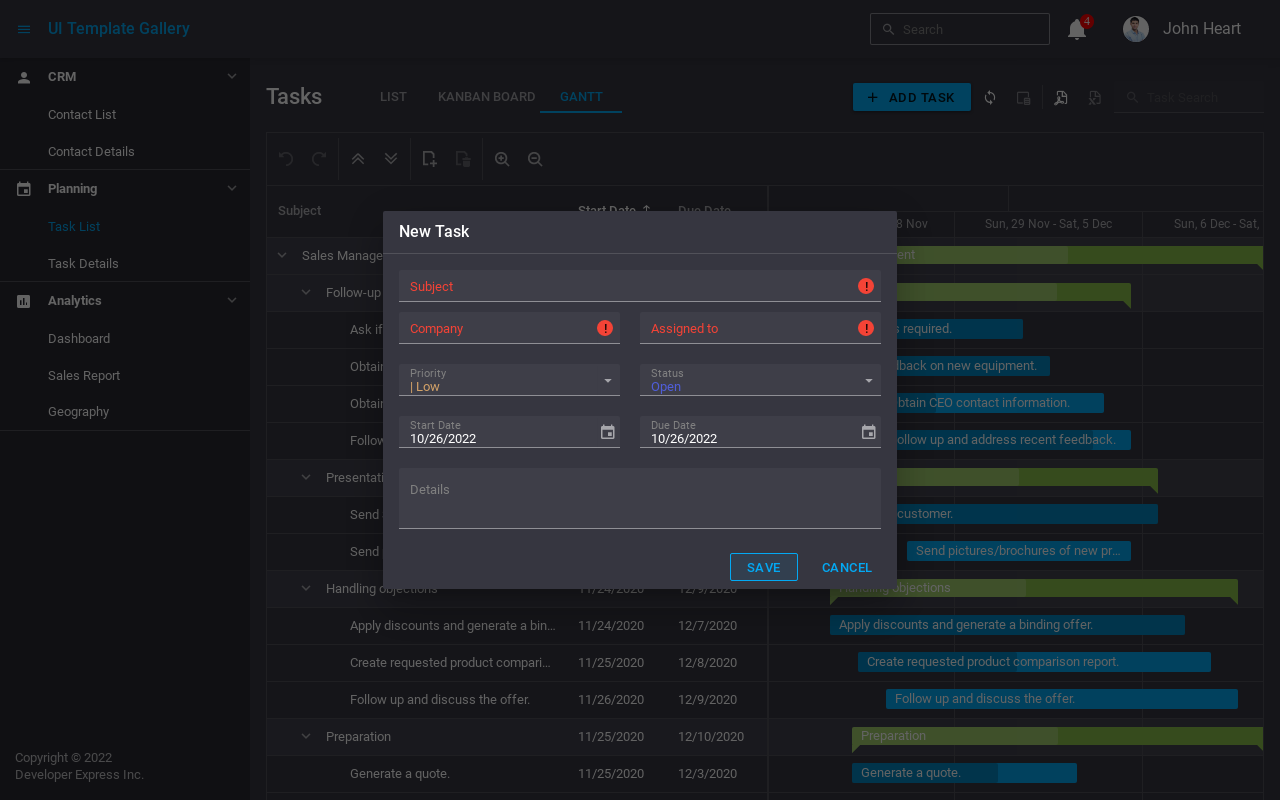 UI Template Gallery
Search
4
John Heart
CRM
Contact List
Contact Details
Planning
Task List
Task Details
Analytics
Dashboard
Sales Report
Geography
Copyright © 2022
Developer Express Inc.
Tasks
LIST
KANBAN BOARD
GANTT
ADD TASK
Task Search
Subject
Start Date
Due Date
8 Nov
Sun, 29 Nov - Sat, 5 Dec
Sun, 6 Dec - Sat,
Sales Manage
ent
Follow-up
Ask if
s required.
Obtain
dback on new equipment.
Obtain
btain CEO contact information.
Follow
ollow up and address recent feedback.
Presentati
Send
customer.
Send
Send pictures/brochures of new pr...
Handling objections
11/24/2020
12/9/2020
Handling objections
Apply discounts and generate a bin...
11/24/2020
12/7/2020
Apply discounts and generate a binding offer.
Create requested product compari...
11/25/2020
12/8/2020
Create requested product comparison report.
Follow up and discuss the offer.
11/26/2020
12/9/2020
Follow up and discuss the offer.
Preparation
11/25/2020
12/10/2020
Preparation
Generate a quote.
11/25/2020
12/3/2020
Generate a quote.
New Task
Subject
!
Company
!
Assigned to
!
Priority
| Low
Status
Open
Start Date
10/26/2022
Due Date
10/26/2022
Details
SAVE
CANCEL